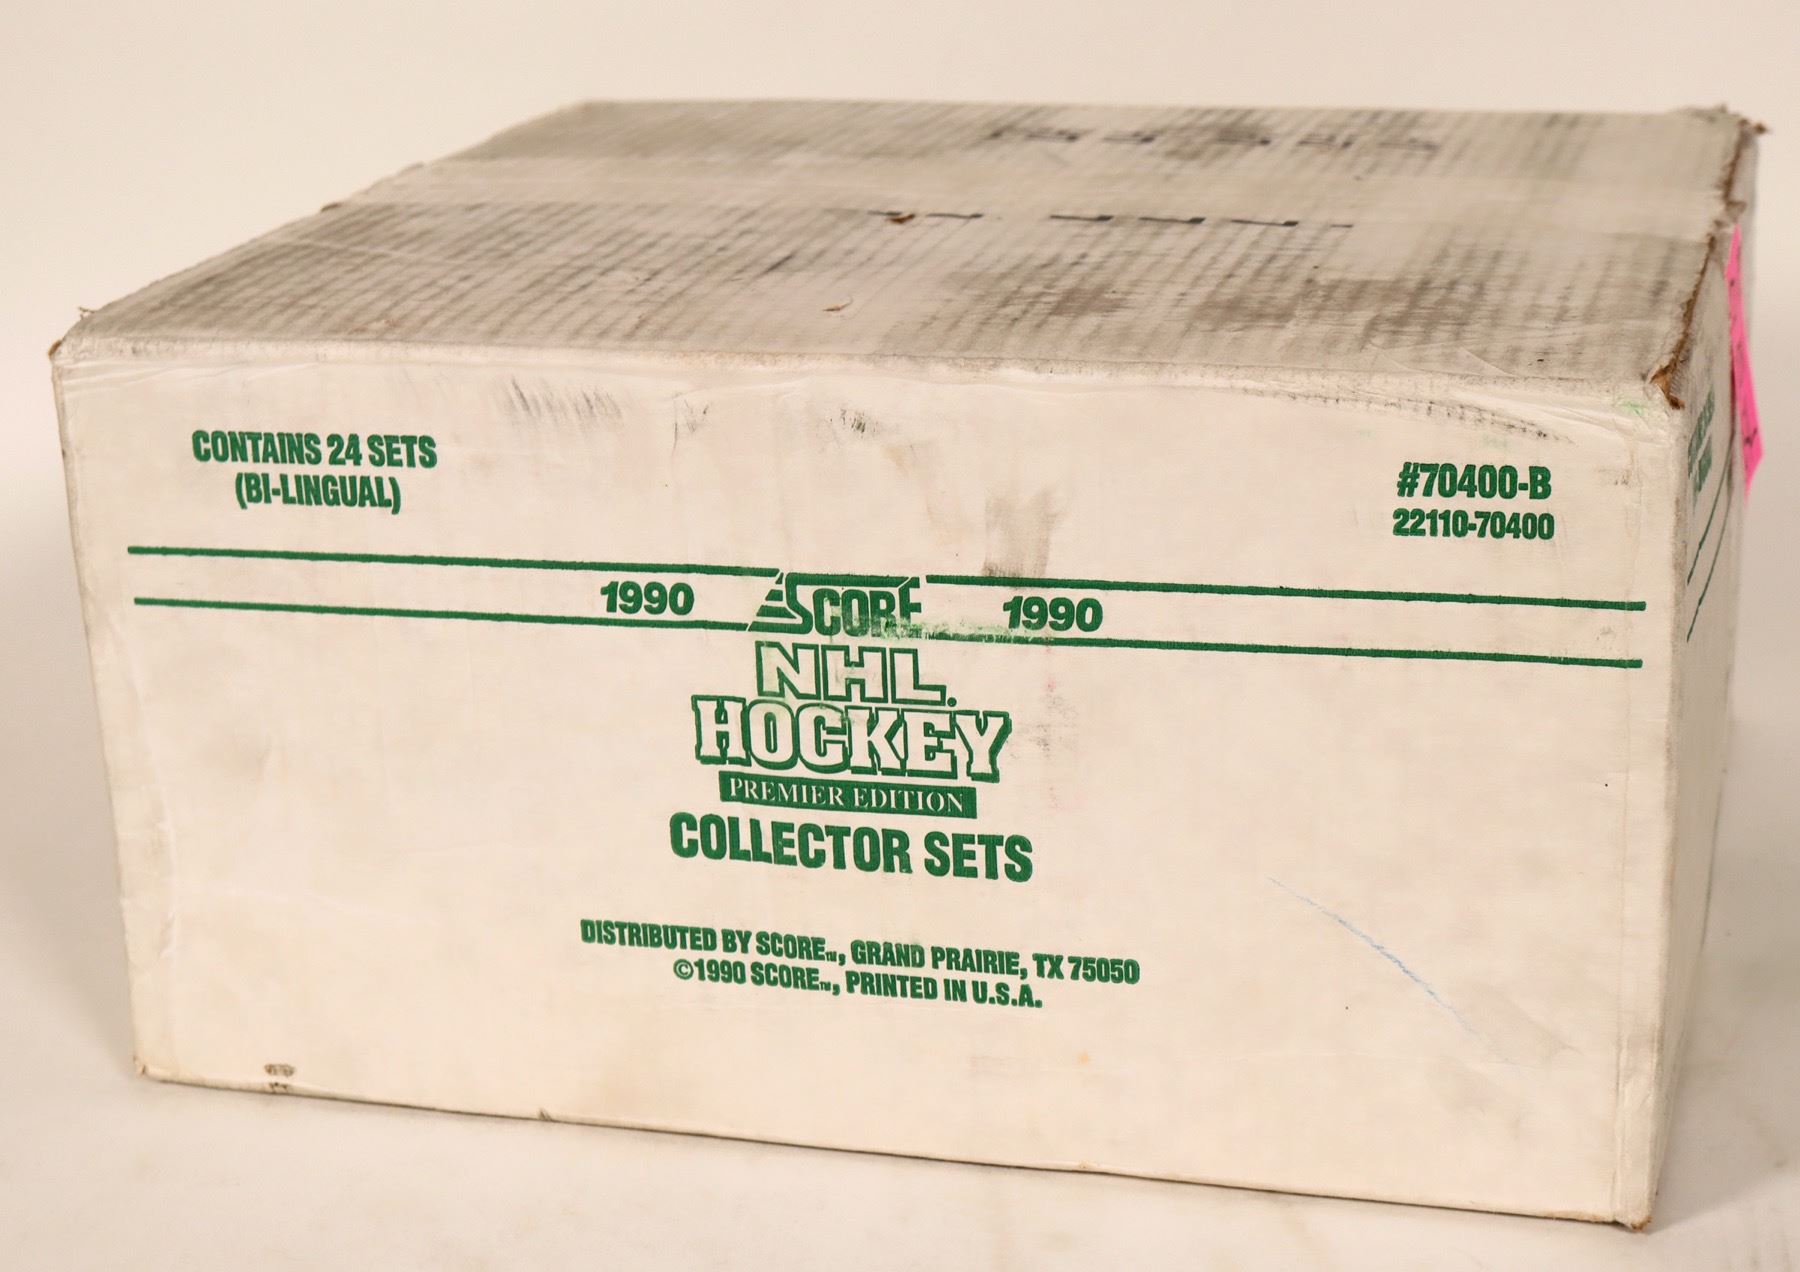 CONTAINS 24 SETS
(BI-LINGUAL)
#70400-B
22110-70400
1990 SCORE 1990
NHL.
HOCKEY
PREMIER EDITION
COLLECTOR SETS
DISTRIBUTED BY SCORE™, GRAND PRAIRIE, TX 75050
©1990 SCORE™, PRINTED IN U.S.A.